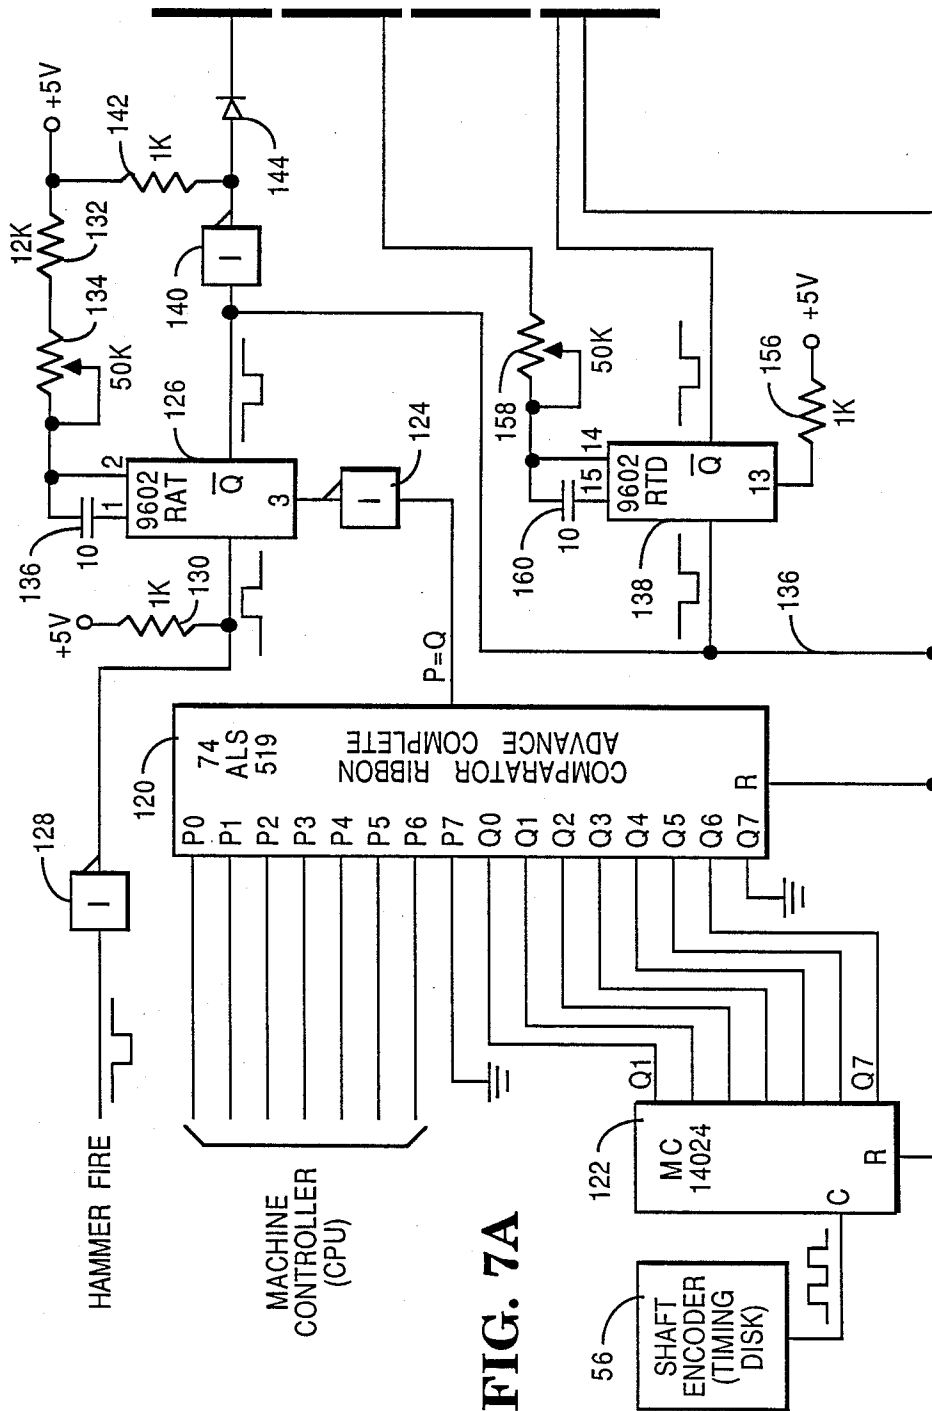 HAMMER FIRE
128
+5V
1K
130
136
10
1
2
9602
RAT
Q
3
126
50K
134
12K
132
+5V
142
1K
I
140
144
I
I
124
P=Q
120
74
ALS
519
COMPARATOR RIBBON
ADVANCE COMPLETE
P0
P1
P2
P3
P4
P5
P6
P7
Q0
Q1
Q2
Q3
Q4
Q5
Q6
Q7
R
MACHINE
CONTROLLER
(CPU)
158
50K
160
10
15
14
9602
RTD
Q
13
138
156
1K
+5V
136
122
MC
14024
Q1
Q7
C
R
56
SHAFT
ENCODER
(TIMING
DISK)
FIG. 7A